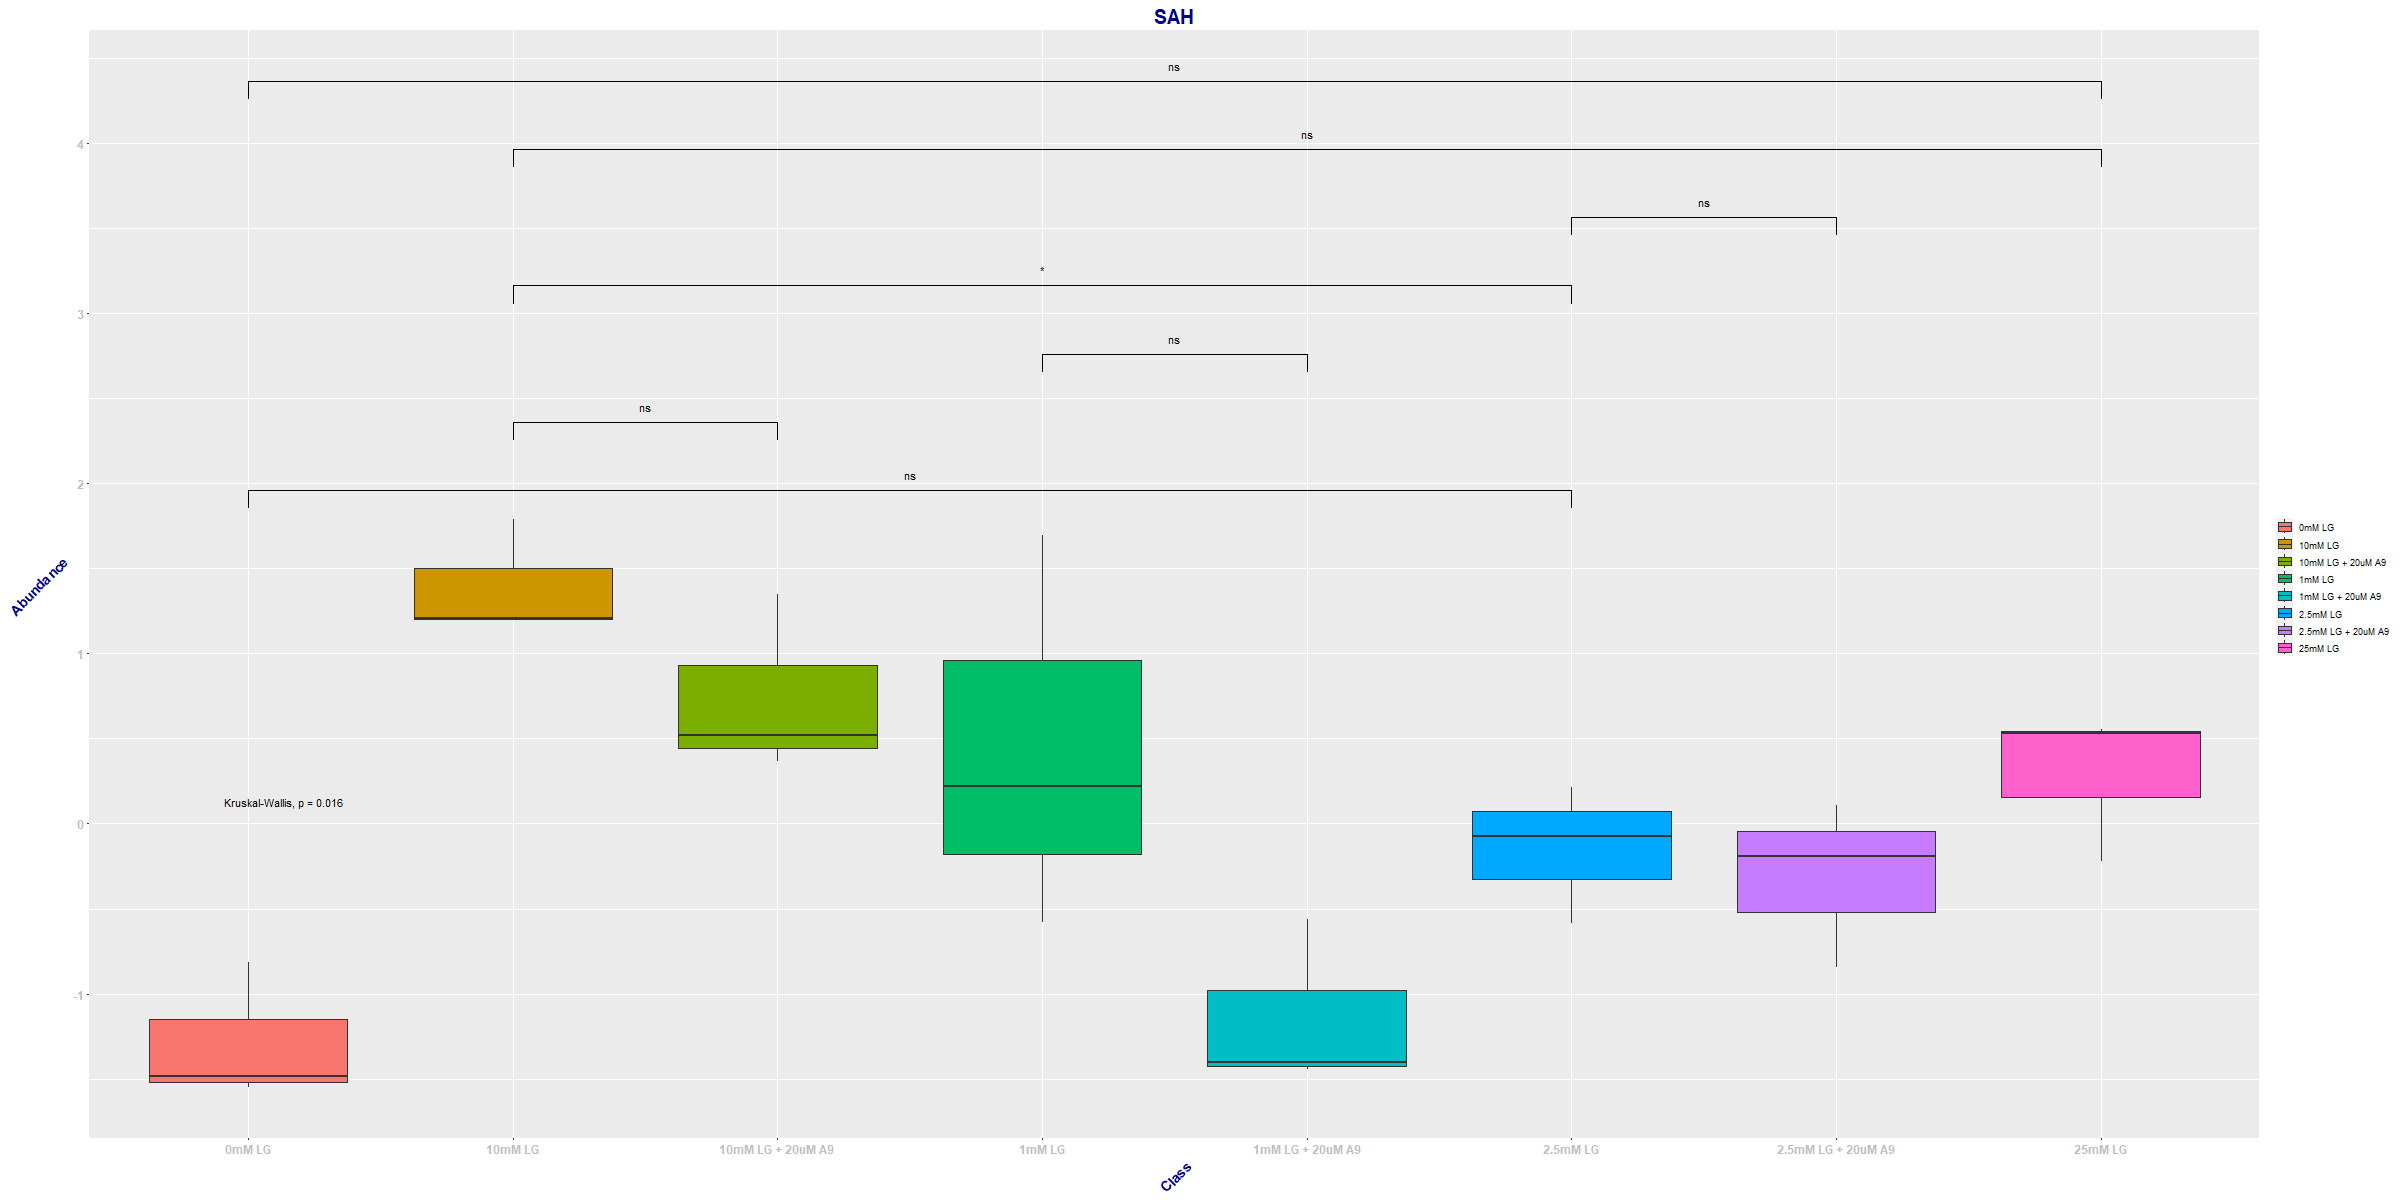 SAH
ns
ns
ns
*
ns
ns
ns
4
3
2
1
0
-1
Abundance
Kruskal-Wallis, p = 0.016
0mM LG
10mM LG
10mM LG + 20uM A9
1mM LG
1mM LG + 20uM A9
2.5mM LG
2.5mM LG + 20uM A9
25mM LG
Class
0mM LG
10mM LG
10mM LG + 20uM A9
1mM LG
1mM LG + 20uM A9
2.5mM LG
2.5mM LG + 20uM A9
25mM LG